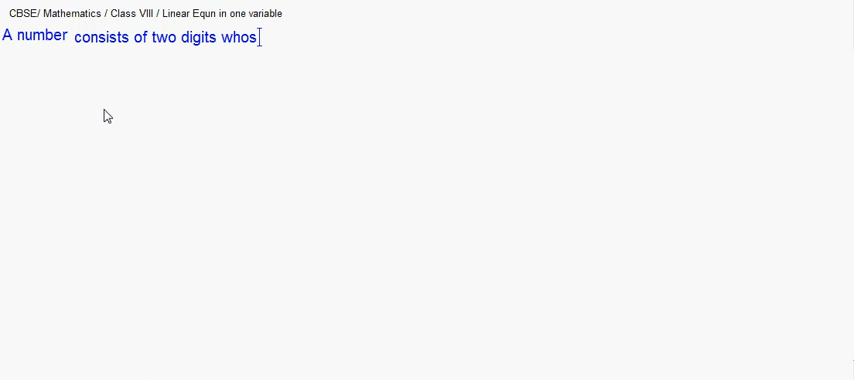 CBSE/ Mathematics / Class VIII / Linear Equn in one variable
A number consists of two digits whos